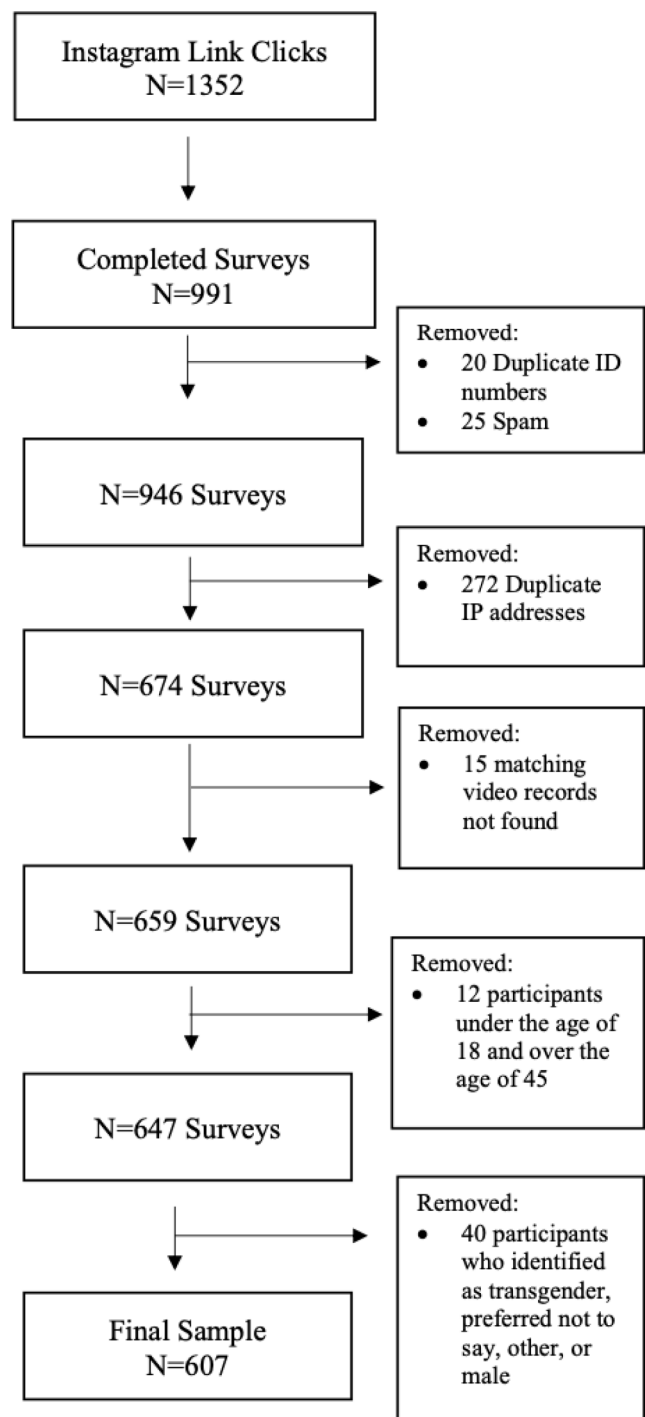 Instagram Link Clicks
N=1352
Completed Surveys
N=991
Removed:
• 20 Duplicate ID
numbers
• 25 Spam
N=946 Surveys
Removed:
• 272 Duplicate
IP addresses
N=674 Surveys
Removed:
• 15 matching
video records
not found
N=659 Surveys
Removed:
• 12 participants
under the age of
18 and over the
age of 45
N=647 Surveys
Removed:
• 40 participants
who identified
as transgender,
preferred not to
say, other, or
male
Final Sample
N=607